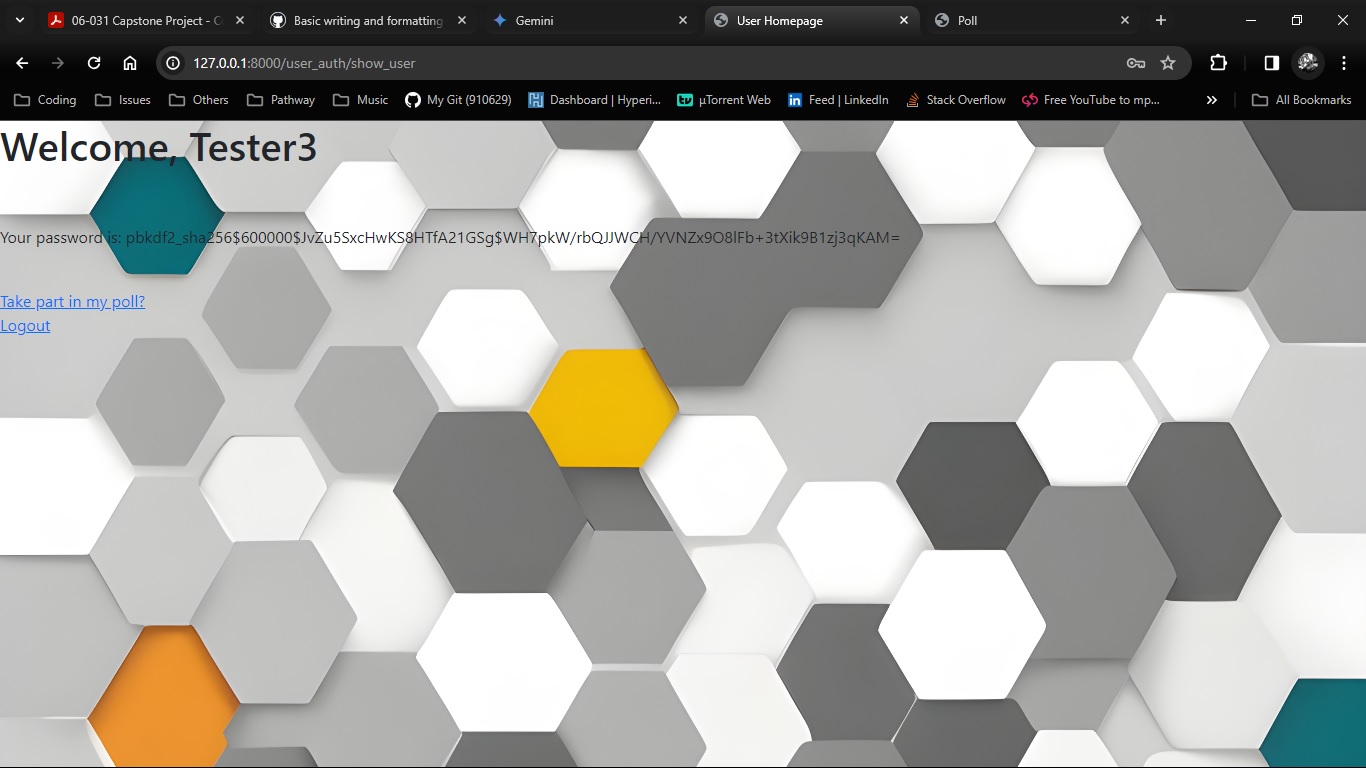 06-031 Capstone Project - C
Basic writing and formatting
Gemini
User Homepage
Poll
127.0.0.1:8000/user_auth/show_user
Coding
Issues
Others
Pathway
Music
My Git (910629)
Dashboard | Hyperi...
µTorrent Web
Feed | LinkedIn
Stack Overflow
Free YouTube to mp...
All Bookmarks
Welcome, Tester3
Your password is: pbkdf2_sha256$600000$JvZu5SxcHwKS8HTfA21GSg$WH7pkW/rbQJJWCH/YVNZx9O8lFb+3tXik9B1zj3qKAM=
Take part in my poll?
Logout